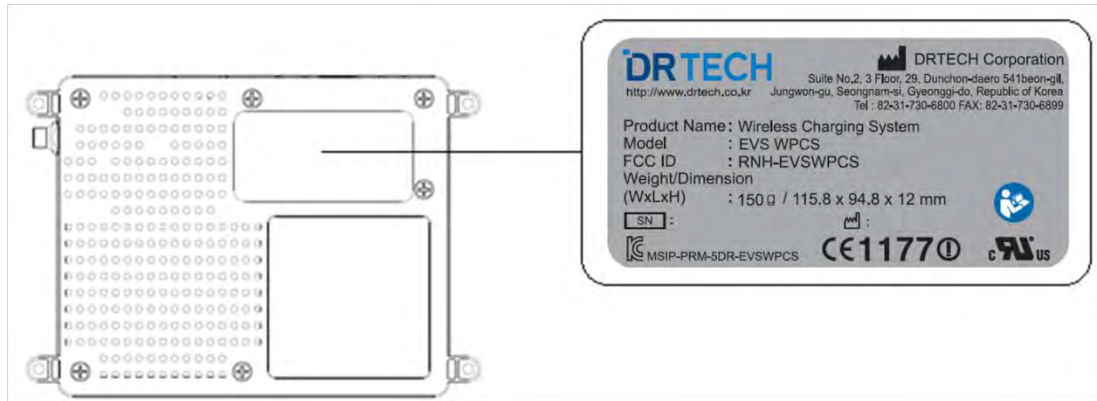 DRTECH
http://www.drtech.co.kr
DRTECH Corporation
Suite No.2, 3 Floor, 29, Dunchon-daero 541beon-gil,
Jungwon-gu, Seongnam-si, Gyeonggi-do, Republic of Korea
Tel : 82-31-730-6800 FAX: 82-31-730-6899
Product Name : Wireless Charging System
Model : EVS WPCS
FCC ID : RNH-EVSWPCS
Weight/Dimension
(WxLxH) : 150g / 115.8 x 94.8 x 12 mm
SN : :
MSIP-PRM-5DR-EVSWPCS CE1177 c RU US